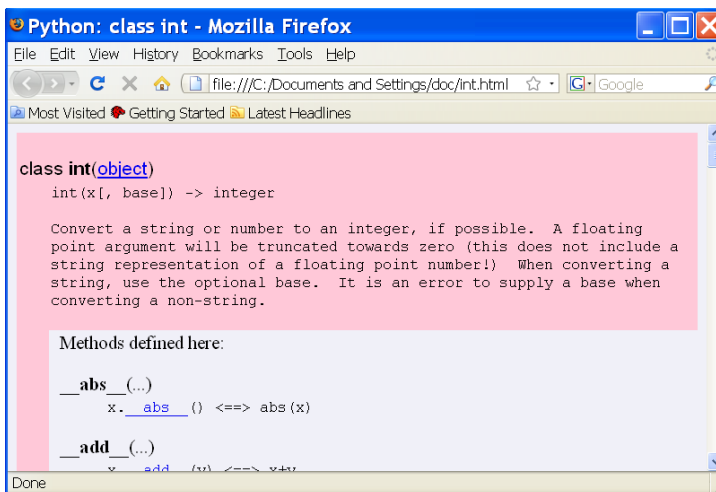 Python: class int - Mozilla Firefox
File Edit View History Bookmarks Tools Help
file:///C:/Documents and Settings/doc/int.html G Google
Most Visited Getting Started Latest Headlines
class int(object)
int(x[, base]) -> integer
Convert a string or number to an integer, if possible. A floating
point argument will be truncated towards zero (this does not include a
string representation of a floating point number!) When converting a
string, use the optional base. It is an error to supply a base when
converting a non-string.
Methods defined here:
__abs__(...)
x.__abs__() <==> abs(x)
__add__(...)
x.__add__(y) <==> x+y
Done